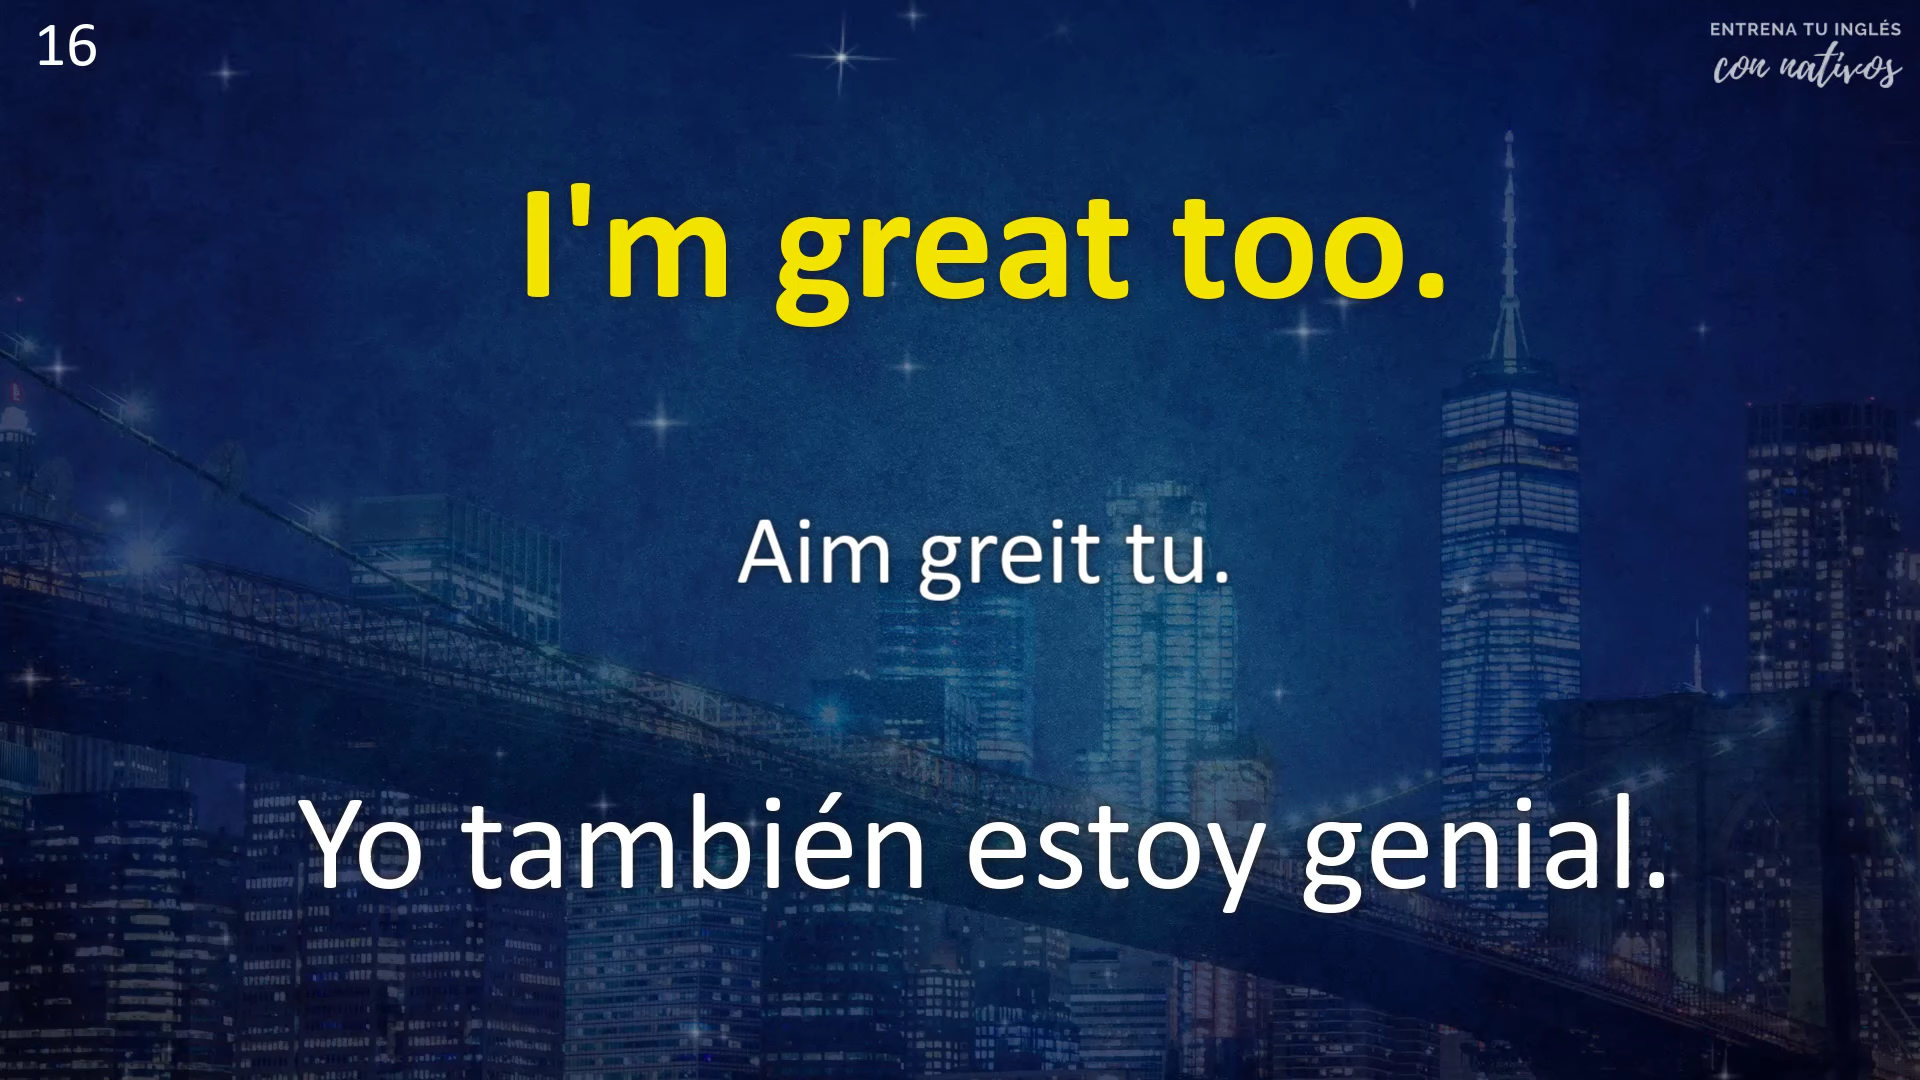 16
ENTRENA TU INGLÉS
con nativos
I'm great too.
Aim greit tu.
Yo también estoy genial.